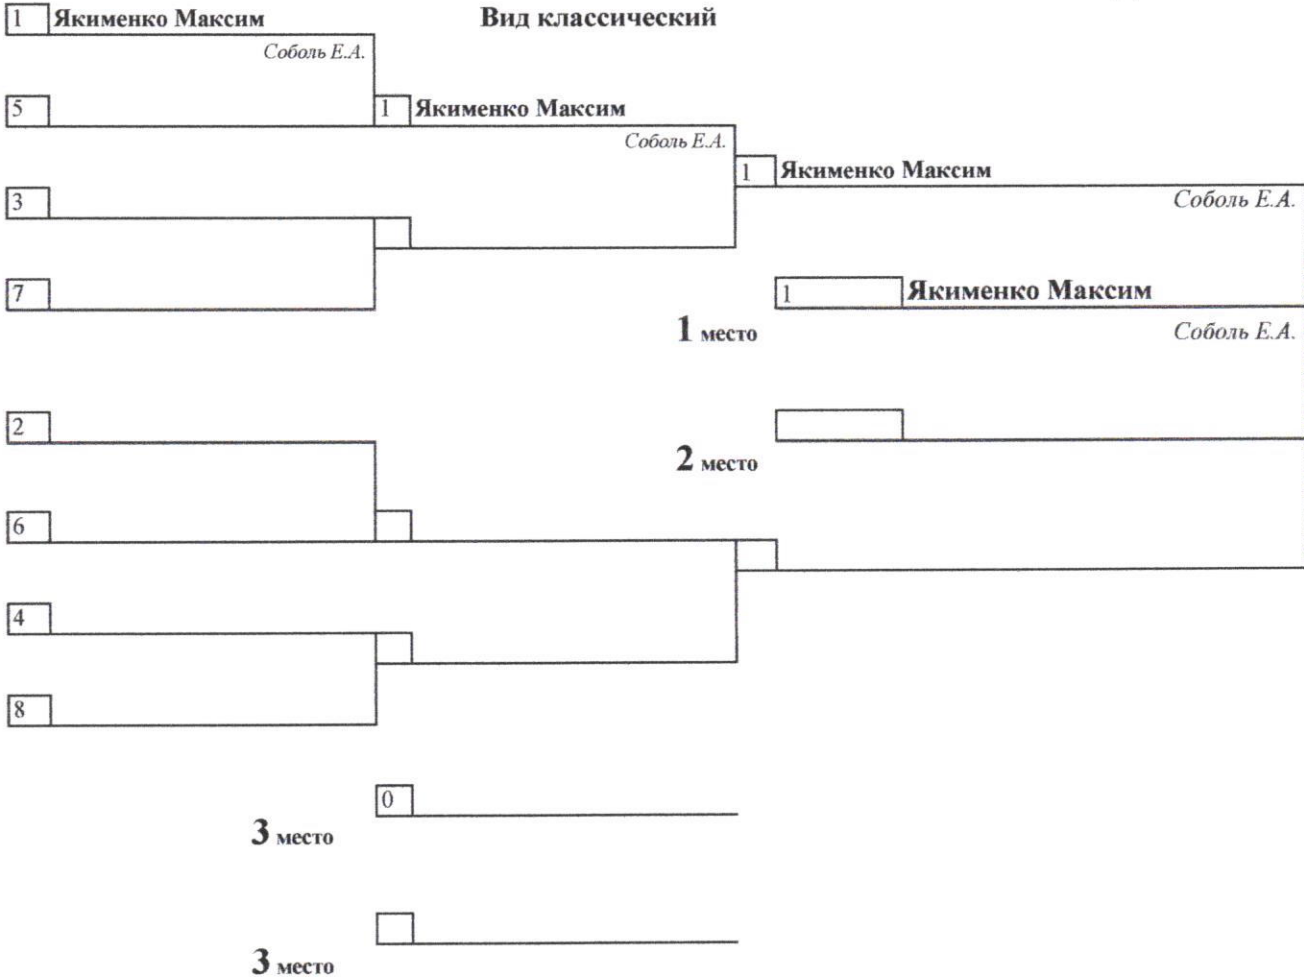 1 Якименко Максим Вид классический
Соболь Е.А.
5 1 Якименко Максим
Соболь Е.А.
1 Якименко Максим
3 Соболь Е.А.
7 1 Якименко Максим
1 место Соболь Е.А.
2
2 место
6
4
8
0
3 место
3 место